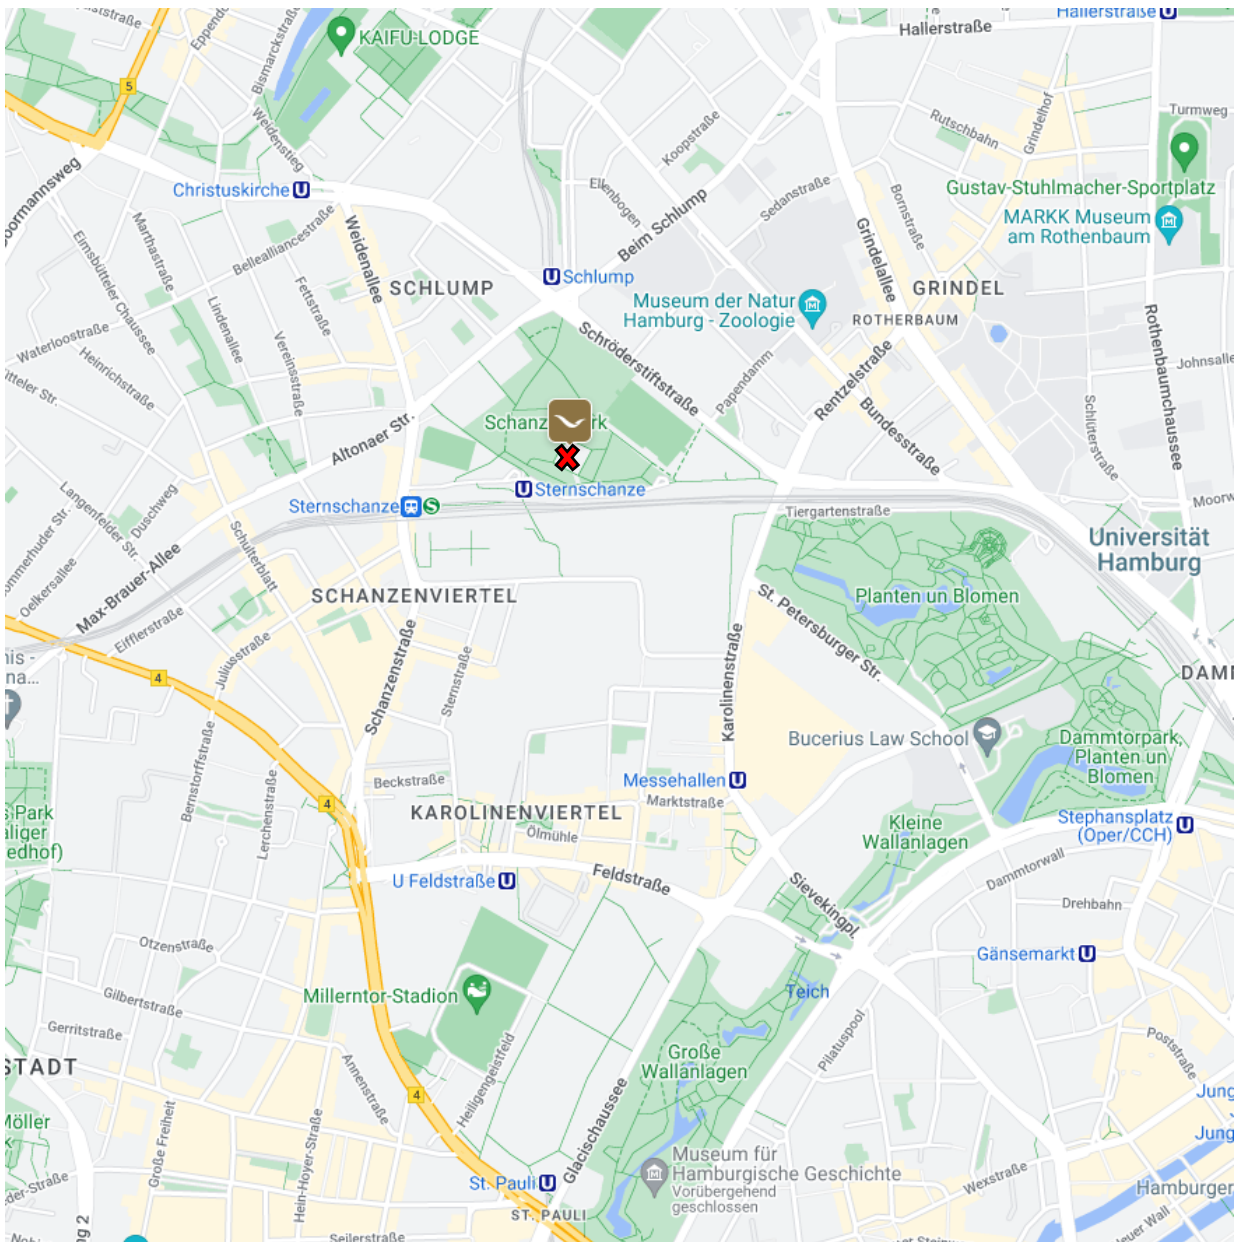 Hallerstraße
Hallerstraße
KAIFU-LODGE
5
Bismarckstraße
Weidenstieg
Koopstraße
Rutschbahn
Grindelhof
Turmweg
Christuskirche
Ellenbogen
Sedanstraße
Bornstraße
Gustav-Stuhlmacher-Sportplatz
MARKK Museum
am Rothenbaum
Marthastraße
Eimsbütteler Chaussee
Bellealliancestraße
Weidenallee
Beim Schlump
Grindelallee
Schlump
SCHLUMP
GRINDEL
Museum der Natur
Hamburg - Zoologie
ROTHERBAUM
Fettstraße
Lindenallee
Vereinsstraße
Waterloostraße
Heinrichstraße
Schröderstiftstraße
Papendamm
Rentzelstraße
Bundesstraße
Rothenbaumchaussee
Schlüterstraße
Altonaer Str.
Sternschanze
Sternschanze
S
Langenfelder Str.
Duschweg
Schulterblatt
Max-Brauer-Allee
Oelkersallee
Eifflerstraße
Tiergartenstraße
Universität
Hamburg
Planten un Blomen
SCHANZENVIERTEL
St. Petersburger Str.
Karolinenstraße
Juliusstraße
Schanzenstraße
Sternstraße
4
Bernstorffstraße
Lerchenstraße
Bucerius Law School
Dammtorpark,
Planten un
Blomen
Messehallen
Marktstraße
Beckstraße
4
KAROLINENVIERTEL
Ölmühle
Kleine
Wallanlagen
Stephansplatz
(Oper/CCH)
Dammtorwall
U Feldstraße
Feldstraße
Sievekingpl.
Drehbahn
Otzenstraße
Gänsemarkt
Millerntor-Stadion
Teich
Gilbertstraße
Gerritstraße
Pilatuspool
Poststraße
Große
Wallanlagen
Annenstraße
Heiligengeistfeld
4
Glacischaussee
Große Freiheit
Hein-Hoyer-Straße
Museum für
Hamburgische Geschichte
Vorübergehend
geschlossen
St. Pauli
ST. PAULI
Wexstraße
Seilerstraße